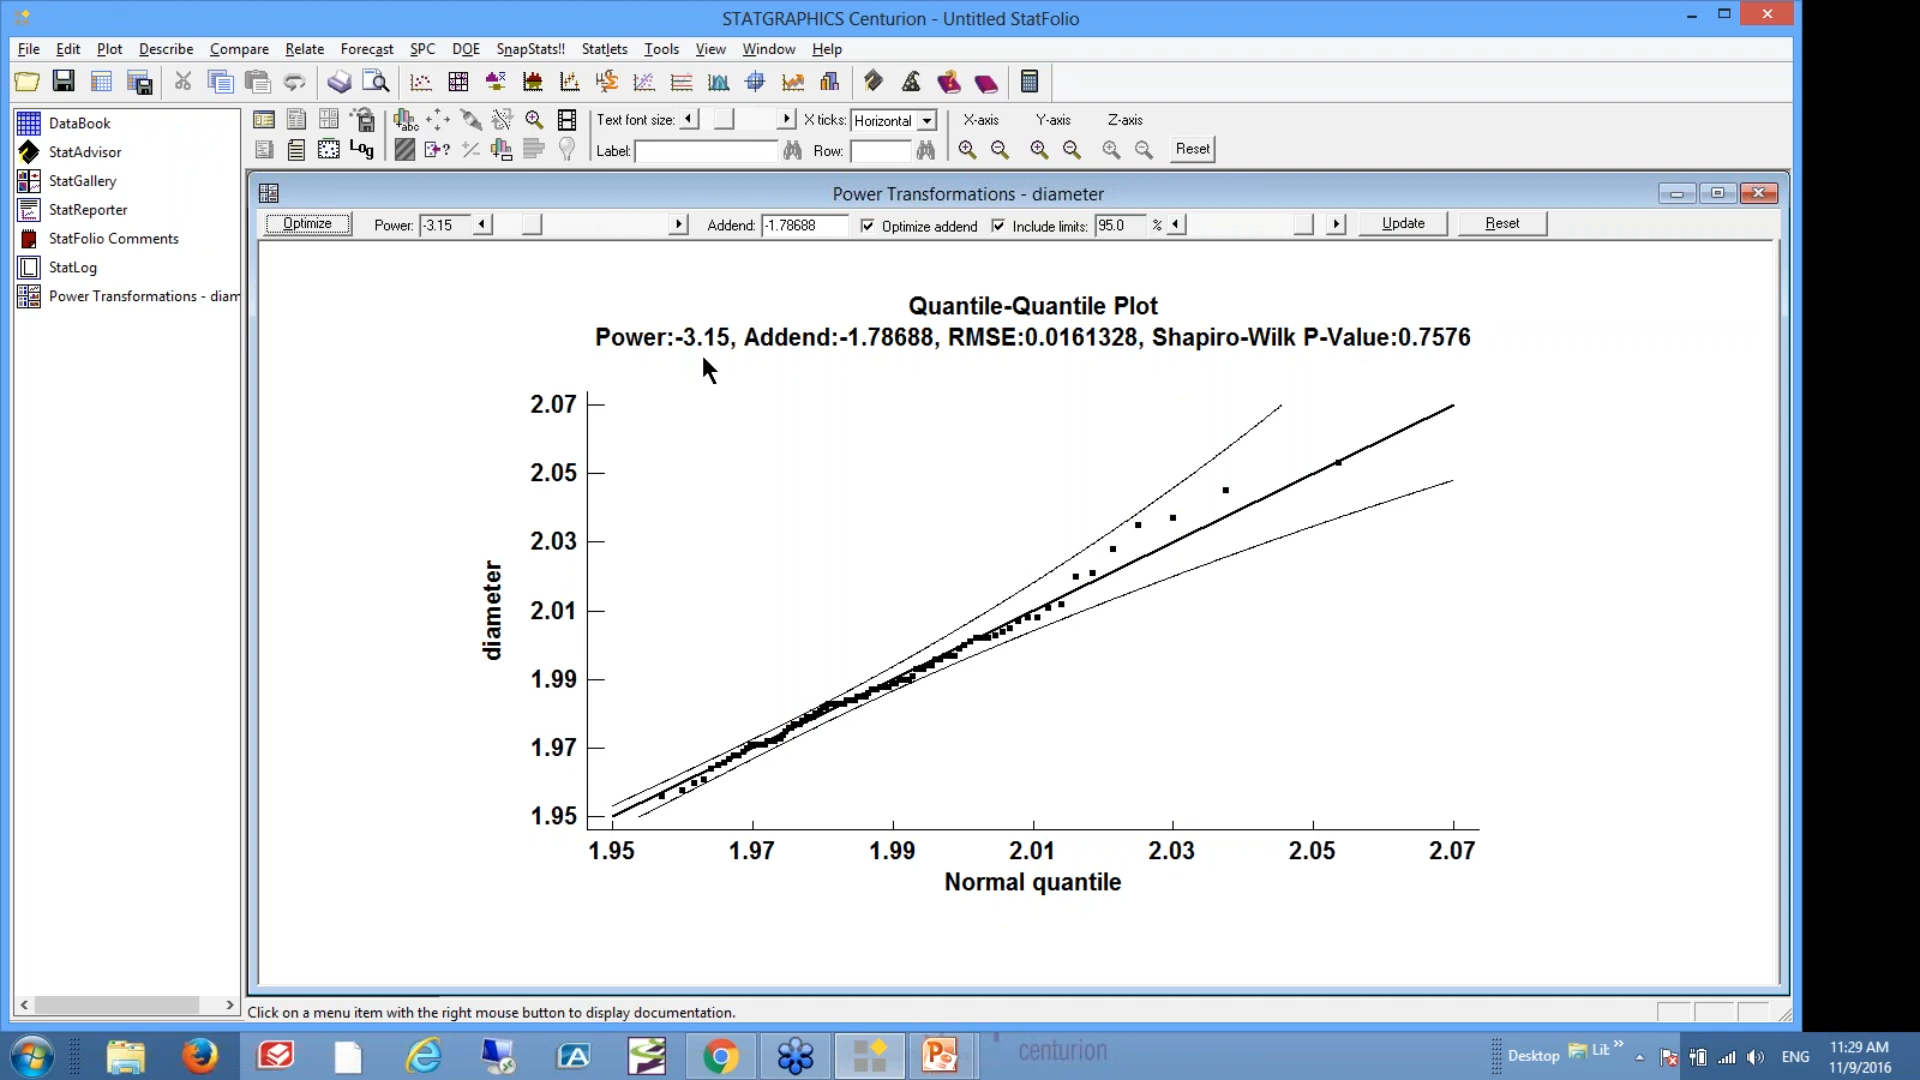 STATGRAPHICS Centurion - Untitled StatFolio
File Edit Plot Describe Compare Relate Forecast SPC DOE SnapStats!! Statlets Tools View Window Help
Text font size: X ticks: Horizontal X-axis Y-axis Z-axis
Log Label: Row: Reset
DataBook
StatAdvisor
StatGallery
StatReporter
StatFolio Comments
StatLog
Power Transformations - diam
Power Transformations - diameter
Optimize Power: -3.15 Addend: -1.78688 Optimize addend Include limits: 95.0 % Update Reset
Quantile-Quantile Plot
Power:-3.15, Addend:-1.78688, RMSE:0.0161328, Shapiro-Wilk P-Value:0.7576
2.07
2.05
2.03
2.01
1.99
1.97
1.95
diameter
1.95 1.97 1.99 2.01 2.03 2.05 2.07
Normal quantile
Click on a menu item with the right mouse button to display documentation.
centurion
Desktop Lib » ENG
11:29 AM
11/9/2016